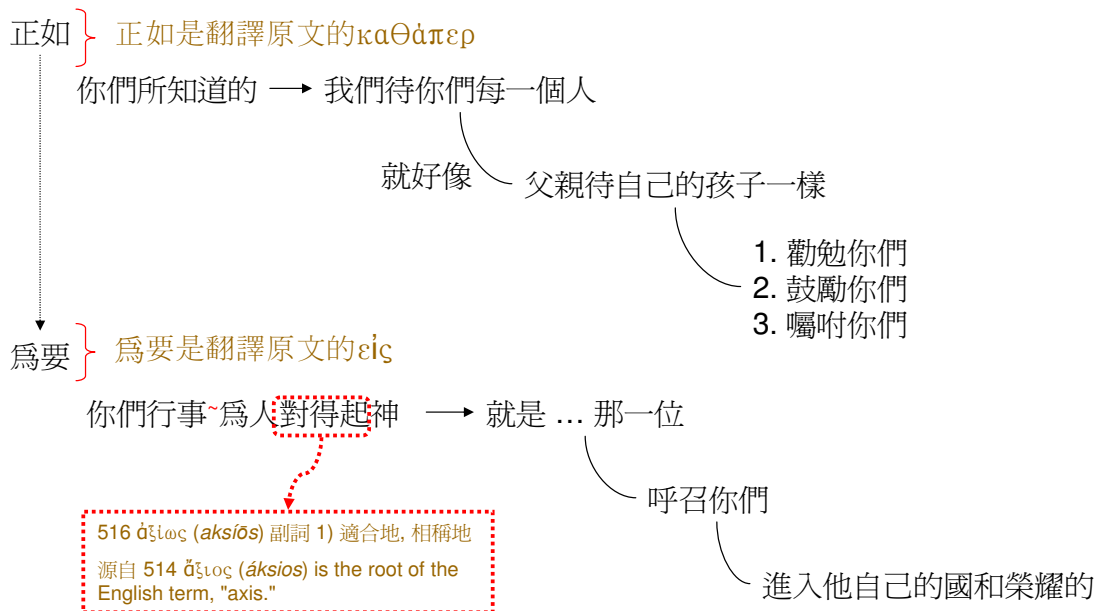 正如 正如是翻譯原文的καθάπερ
你們所知道的 我們待你們每一個人
就好像 父親待自己的孩子一樣
1. 勸勉你們
2. 鼓勵你們
3. 囑咐你們
爲要 爲要是翻譯原文的εἰς
你們行事~爲人對得起神 就是 … 那一位
呼召你們
516 ἀξίως (aksíōs) 副詞 1) 適合地, 相稱地
源自 514 ἄξιος (áksios) is the root of the
English term, "axis."
進入他自己的國和榮耀的